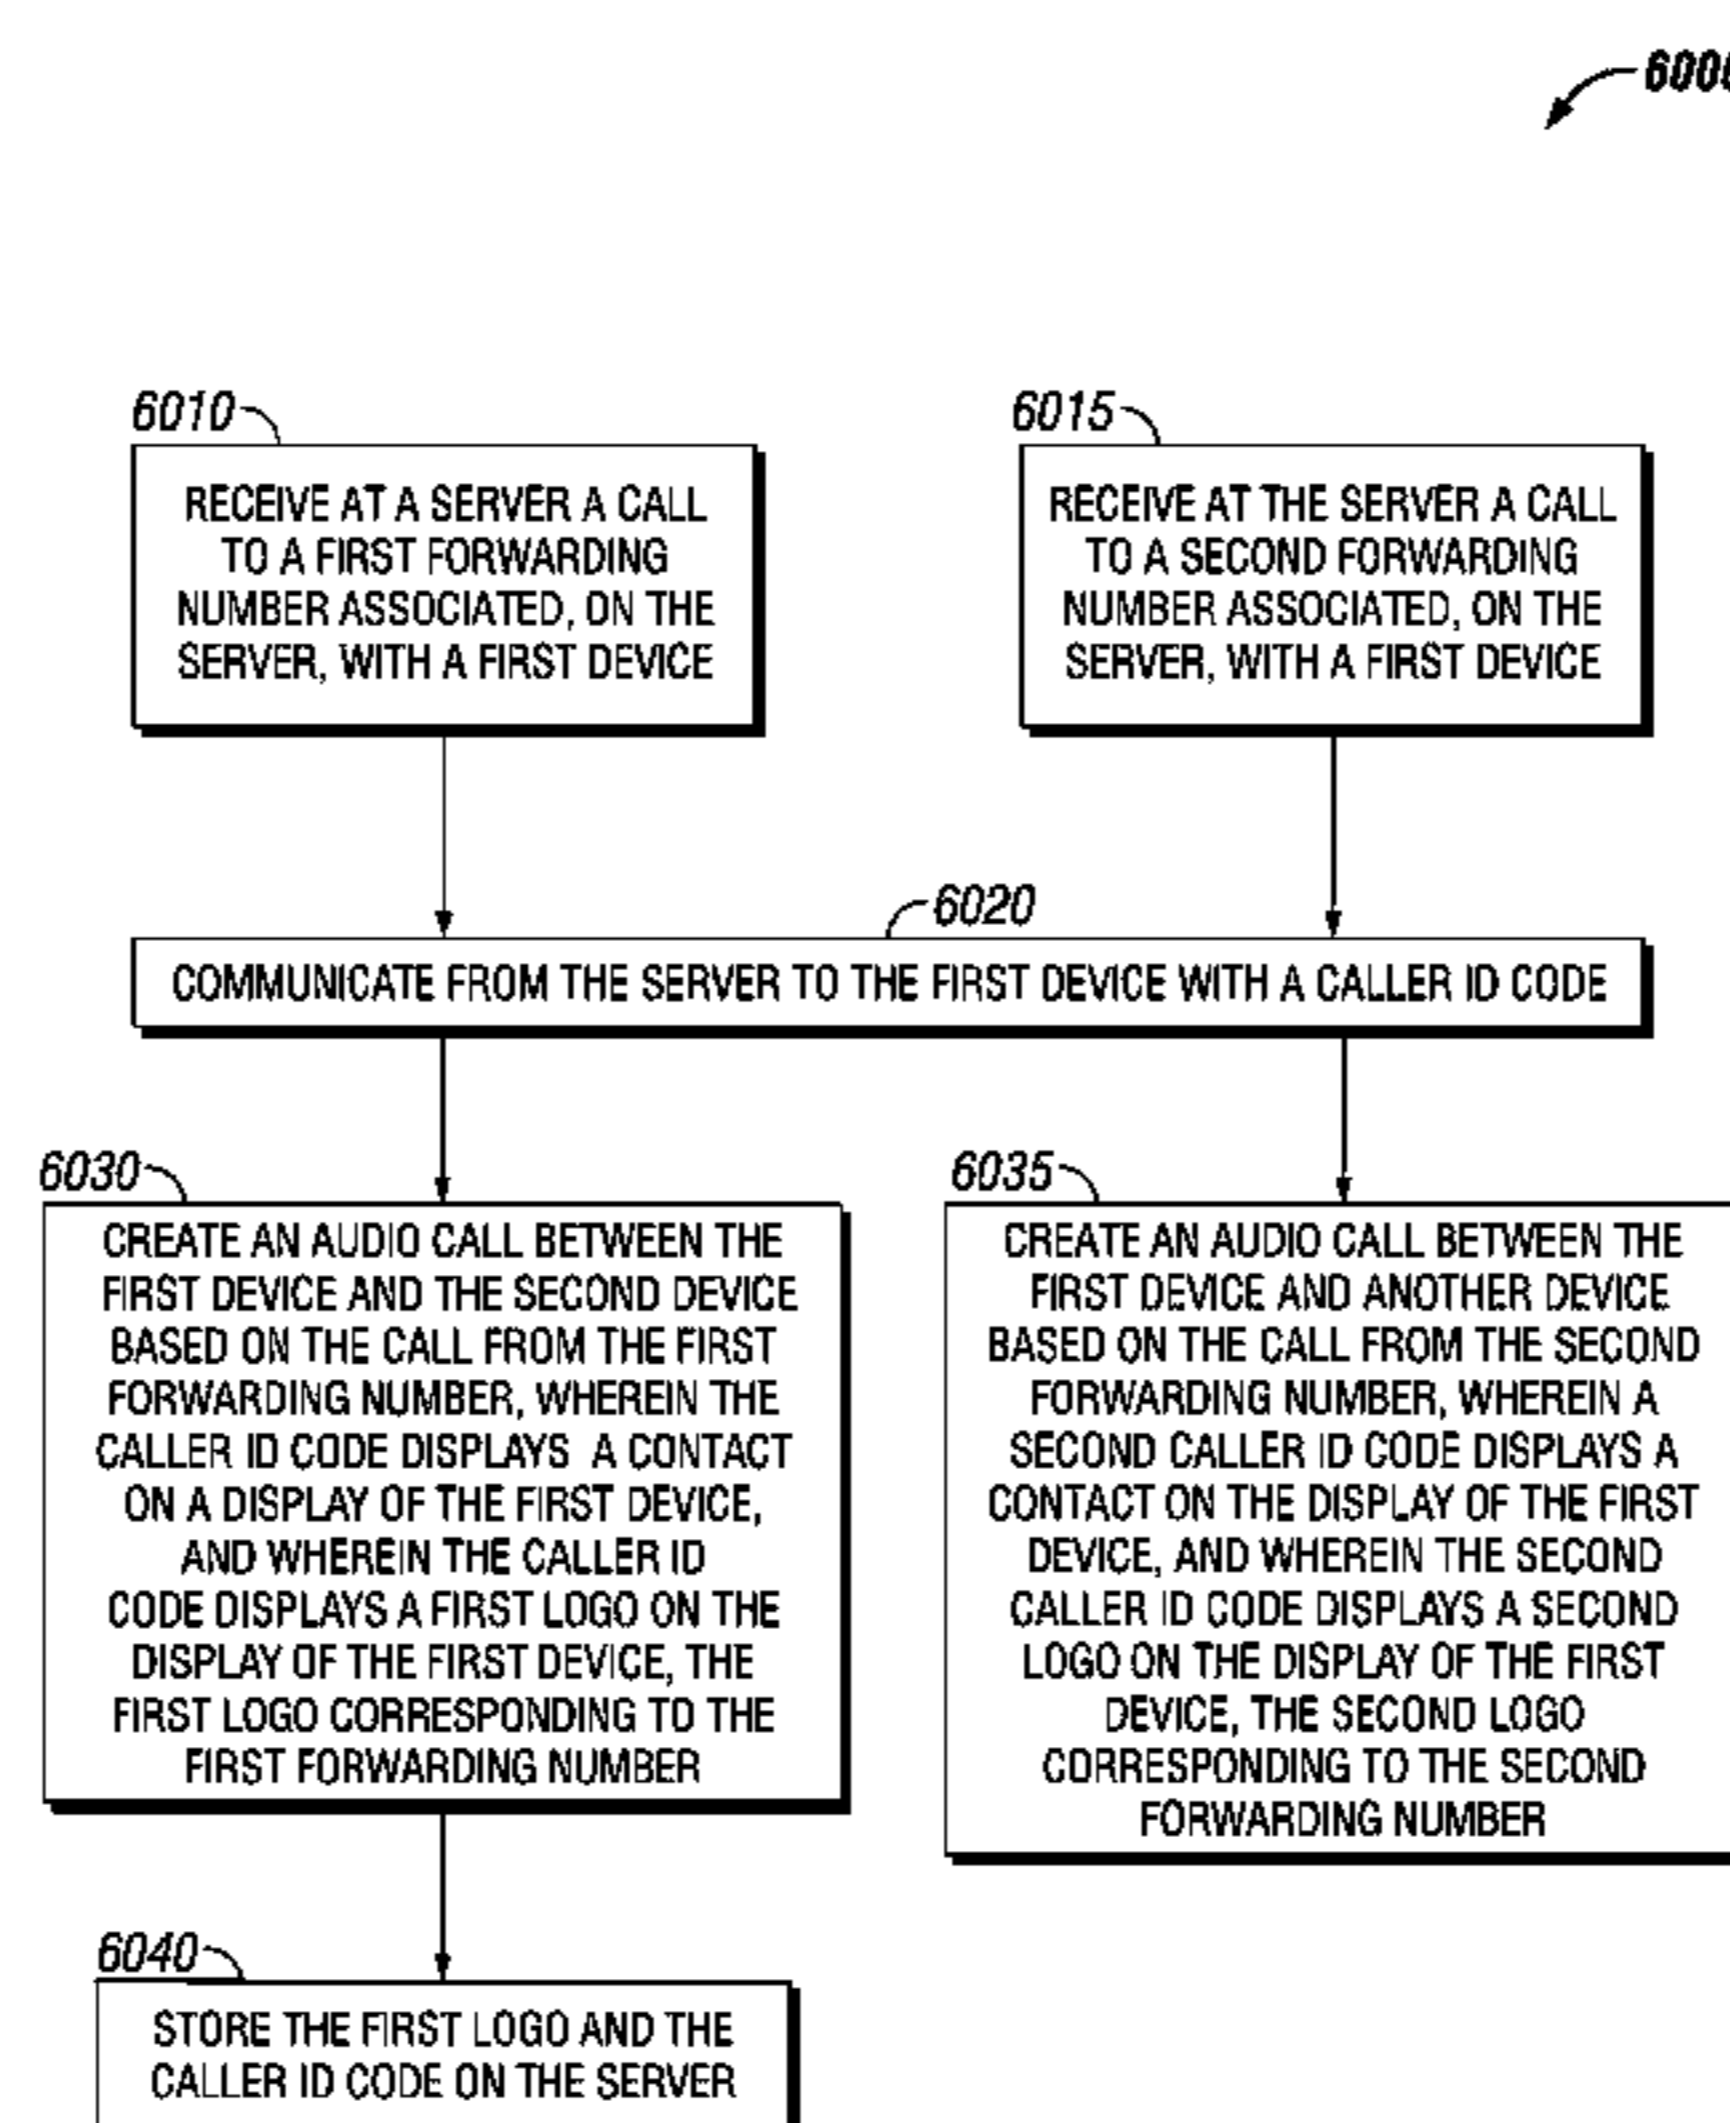 6010
RECEIVE AT A SERVER A CALL
TO A FIRST FORWARDING
NUMBER ASSOCIATED, ON THE
SERVER, WITH A FIRST DEVICE
6015
RECEIVE AT THE SERVER A CALL
TO A SECOND FORWARDING
NUMBER ASSOCIATED, ON THE
SERVER, WITH A FIRST DEVICE
6020
COMMUNICATE FROM THE SERVER TO THE FIRST DEVICE WITH A CALLER ID CODE
6030
CREATE AN AUDIO CALL BETWEEN THE
FIRST DEVICE AND THE SECOND DEVICE
BASED ON THE CALL FROM THE FIRST
FORWARDING NUMBER, WHEREIN THE
CALLER ID CODE DISPLAYS A CONTACT
ON A DISPLAY OF THE FIRST DEVICE,
AND WHEREIN THE CALLER ID
CODE DISPLAYS A FIRST LOGO ON THE
DISPLAY OF THE FIRST DEVICE, THE
FIRST LOGO CORRESPONDING TO THE
FIRST FORWARDING NUMBER
6035
CREATE AN AUDIO CALL BETWEEN THE
FIRST DEVICE AND ANOTHER DEVICE
BASED ON THE CALL FROM THE SECOND
FORWARDING NUMBER, WHEREIN A
SECOND CALLER ID CODE DISPLAYS A
CONTACT ON THE DISPLAY OF THE FIRST
DEVICE, AND WHEREIN THE SECOND
CALLER ID CODE DISPLAYS A SECOND
LOGO ON THE DISPLAY OF THE FIRST
DEVICE, THE SECOND LOGO
CORRESPONDING TO THE SECOND
FORWARDING NUMBER
6040
STORE THE FIRST LOGO AND THE
CALLER ID CODE ON THE SERVER